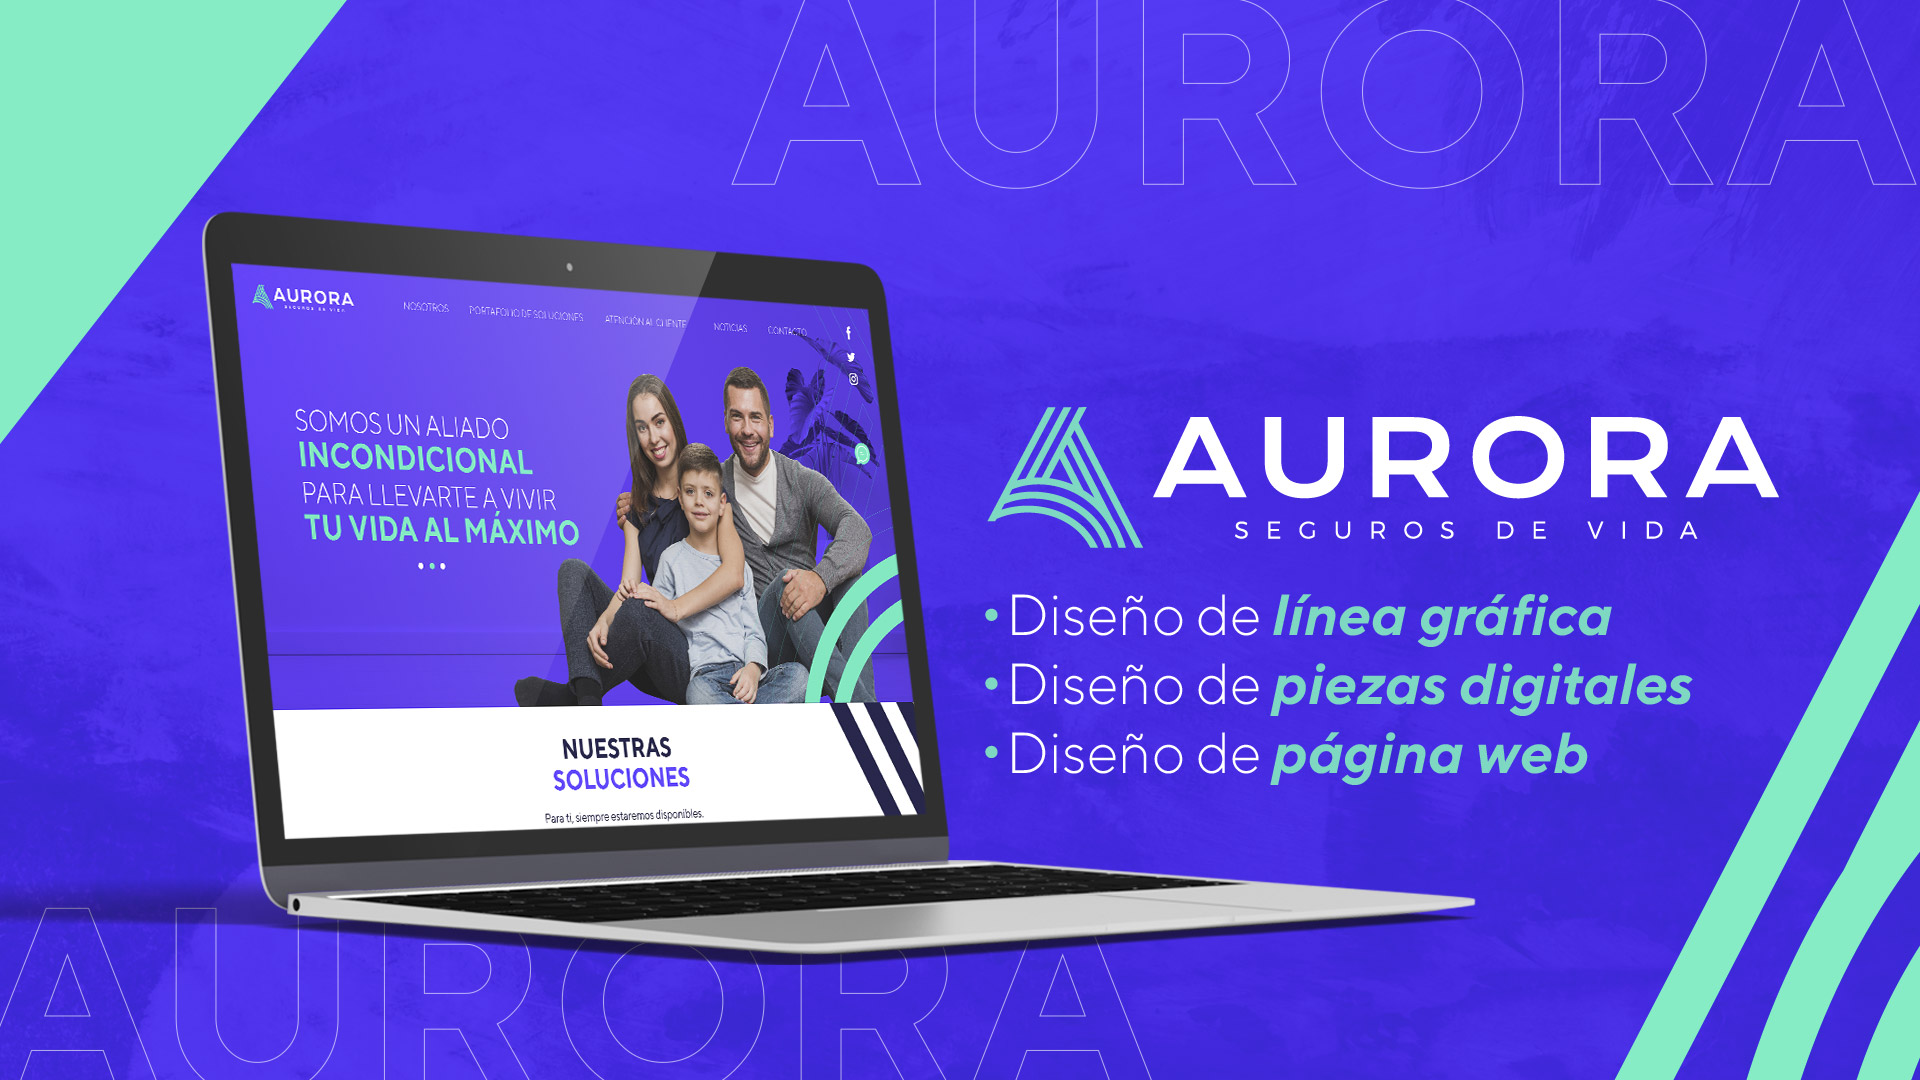 AURORA
AURORA
SEGUROS DE VIDA
NOSOTROS
PORTAFOLIO DE SOLUCIONES
ATENCIÓN AL CLIENTE
NOTICIAS
CONTACTO
SOMOS UN ALIADO
INCONDICIONAL
PARA LLEVARTE A VIVIR
TU VIDA AL MÁXIMO
NUESTRAS
SOLUCIONES
Para ti, siempre estaremos disponibles.
AURORA
SEGUROS DE VIDA
• Diseño de línea gráfica
• Diseño de piezas digitales
• Diseño de página web
AURORA